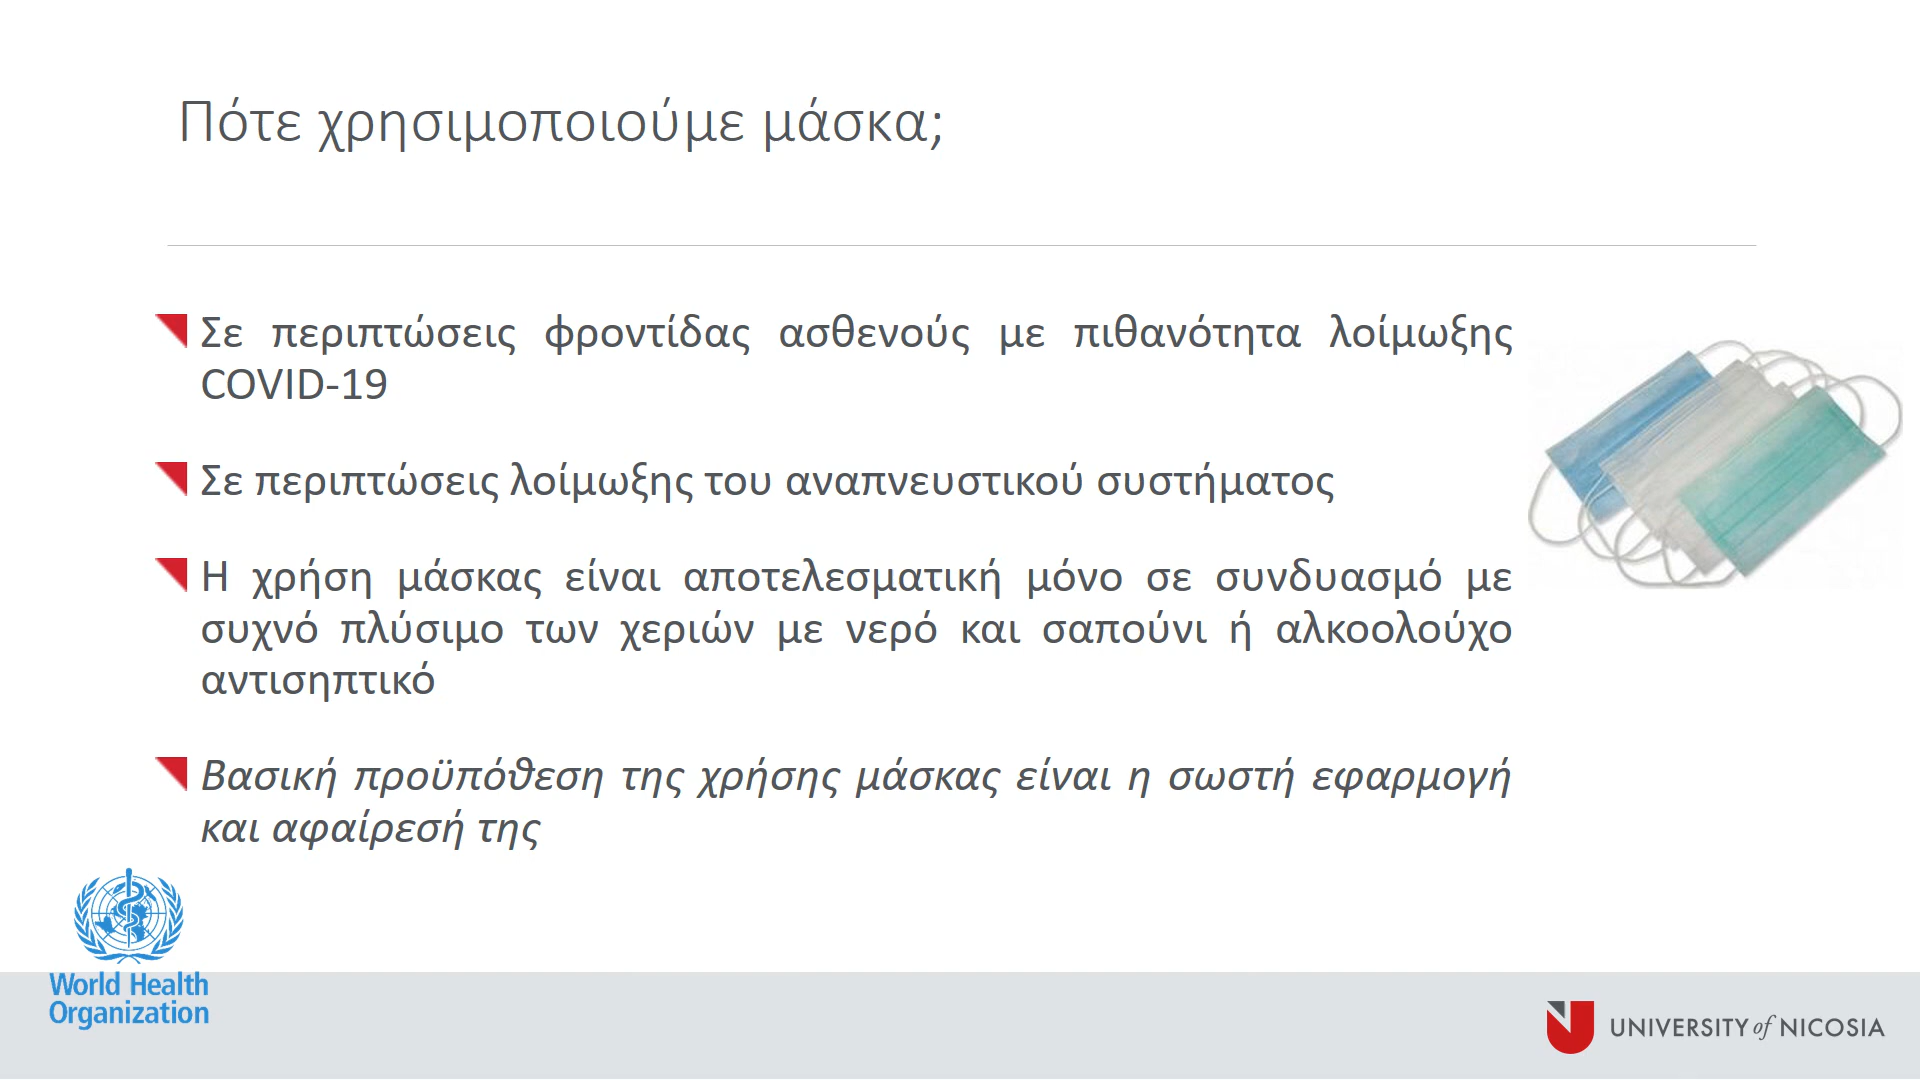 Πότε χρησιμοποιούμε μάσκα;
Σε περιπτώσεις φροντίδας ασθενούς με πιθανότητα λοίμωξης
COVID-19
Σε περιπτώσεις λοίμωξης του αναπνευστικού συστήματος
Η χρήση μάσκας είναι αποτελεσματική μόνο σε συνδυασμό με
συχνό πλύσιμο των χεριών με νερό και σαπούνι ή αλκοολούχο
αντισηπτικό
Βασική προϋπόθεση της χρήσης μάσκας είναι η σωστή εφαρμογή
και αφαίρεσή της
World Health
Organization
UNIVERSITY of NICOSIA